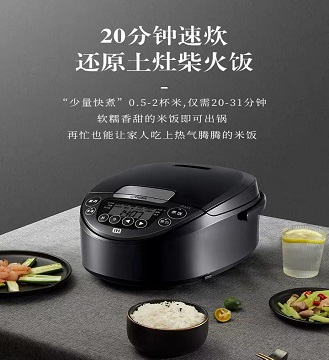 20分钟速炊
还原土灶柴火饭
“少量快煮”0.5-2杯米,仅需20-31分钟
软糯香甜的米饭即可出锅
再忙也能让家人吃上热气腾腾的米饭